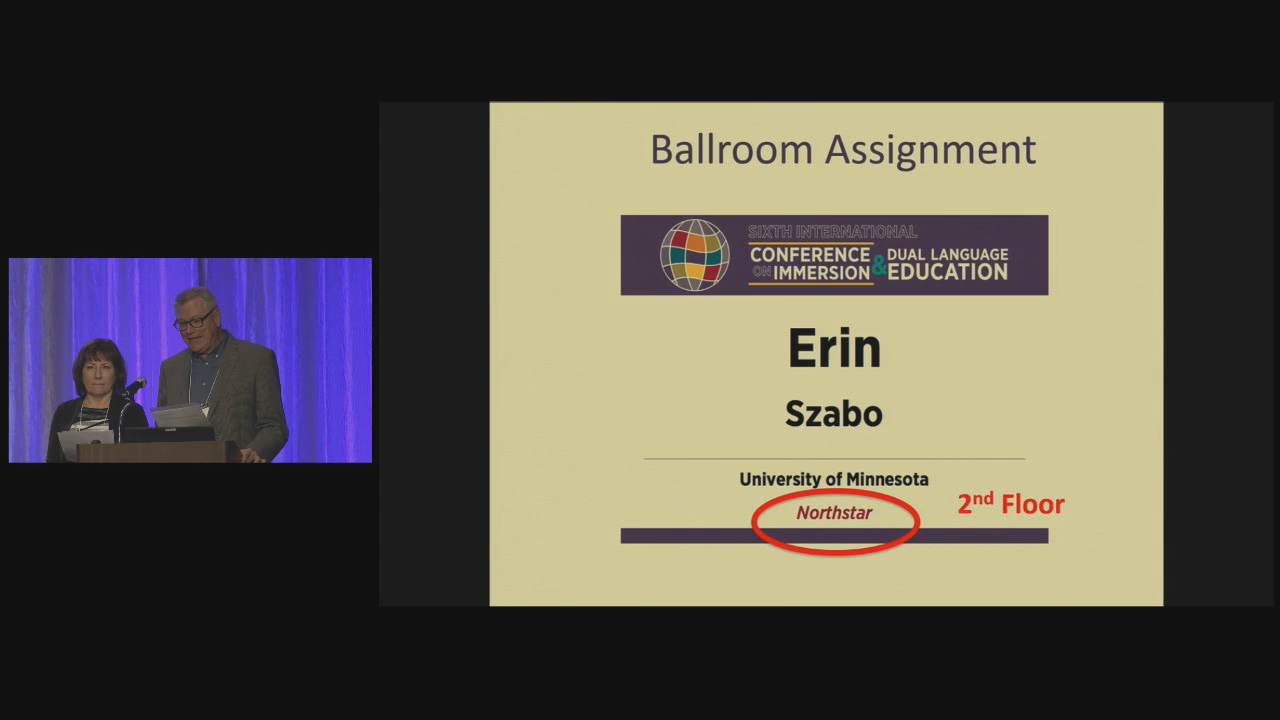 Ballroom Assignment
SIXTH INTERNATIONAL
CONFERENCE
ON IMMERSION
&
DUAL LANGUAGE
EDUCATION
Erin
Szabo
University of Minnesota
Northstar
2nd Floor